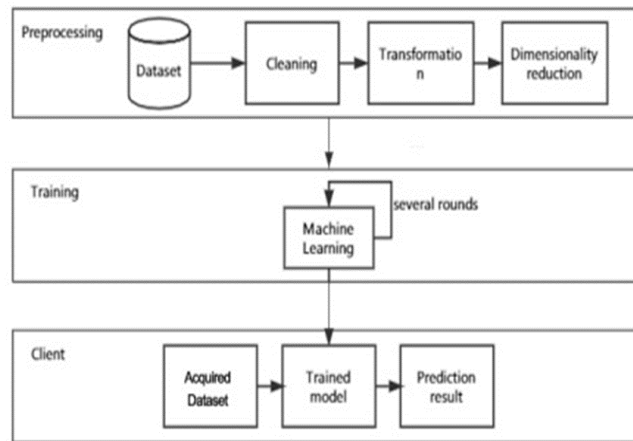 Preprocessing
Dataset
Cleaning
Transformatio
n
Dimensionality
reduction
Training
several rounds
Machine
Learning
Client
Acquired
Dataset
Trained
model
Prediction
result